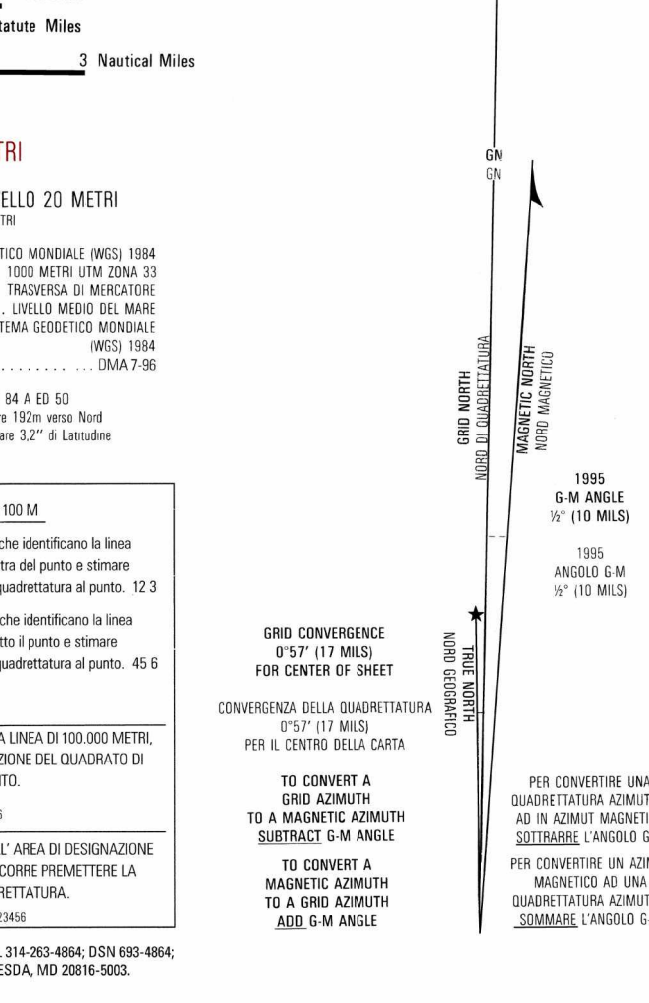 Statute Miles
3 Nautical Miles
TRI
ELLO 20 METRI
TRI
TICO MONDIALE (WGS) 1984
1000 METRI UTM ZONA 33
TRASVERSA DI MERCATORE
. LIVELLO MEDIO DEL MARE
TEMA GEODETICO MONDIALE
(WGS) 1984
. . . . . . . . . . . . DMA 7-96
84 A ED 50
re 192m verso Nord
are 3,2" di Latitudine
100 M
che identificano la linea
tra del punto e stimare
quadrettatura al punto. 12 3
che identificano la linea
tto il punto e stimare
quadrettatura al punto. 45 6
A LINEA DI 100.000 METRI,
ZIONE DEL QUADRATO DI
NTO.
6
L' AREA DI DESIGNAZIONE
CORRE PREMETTERE LA
RETTATURA.
23456
314-263-4864; DSN 693-4864;
ESDA, MD 20816-5003.
GN
GN
GRID NORTH
NORD DI QUADRETTATURA
MAGNETIC NORTH
NORD MAGNETICO
1995
G-M ANGLE
½° (10 MILS)
1995
ANGOLO G-M
½° (10 MILS)
TRUE NORTH
NORD GEOGRAFICO
GRID CONVERGENCE
0°57' (17 MILS)
FOR CENTER OF SHEET
CONVERGENZA DELLA QUADRETTATURA
0°57' (17 MILS)
PER IL CENTRO DELLA CARTA
TO CONVERT A
GRID AZIMUTH
TO A MAGNETIC AZIMUTH
SUBTRACT G-M ANGLE
TO CONVERT A
MAGNETIC AZIMUTH
TO A GRID AZIMUTH
ADD G-M ANGLE
PER CONVERTIRE UNA
QUADRETTATURA AZIMUT
AD IN AZIMUT MAGNETI
SOTTRARRE L'ANGOLO G
PER CONVERTIRE UN AZIM
MAGNETICO AD UNA
QUADRETTATURA AZIMUT
SOMMARE L'ANGOLO G-